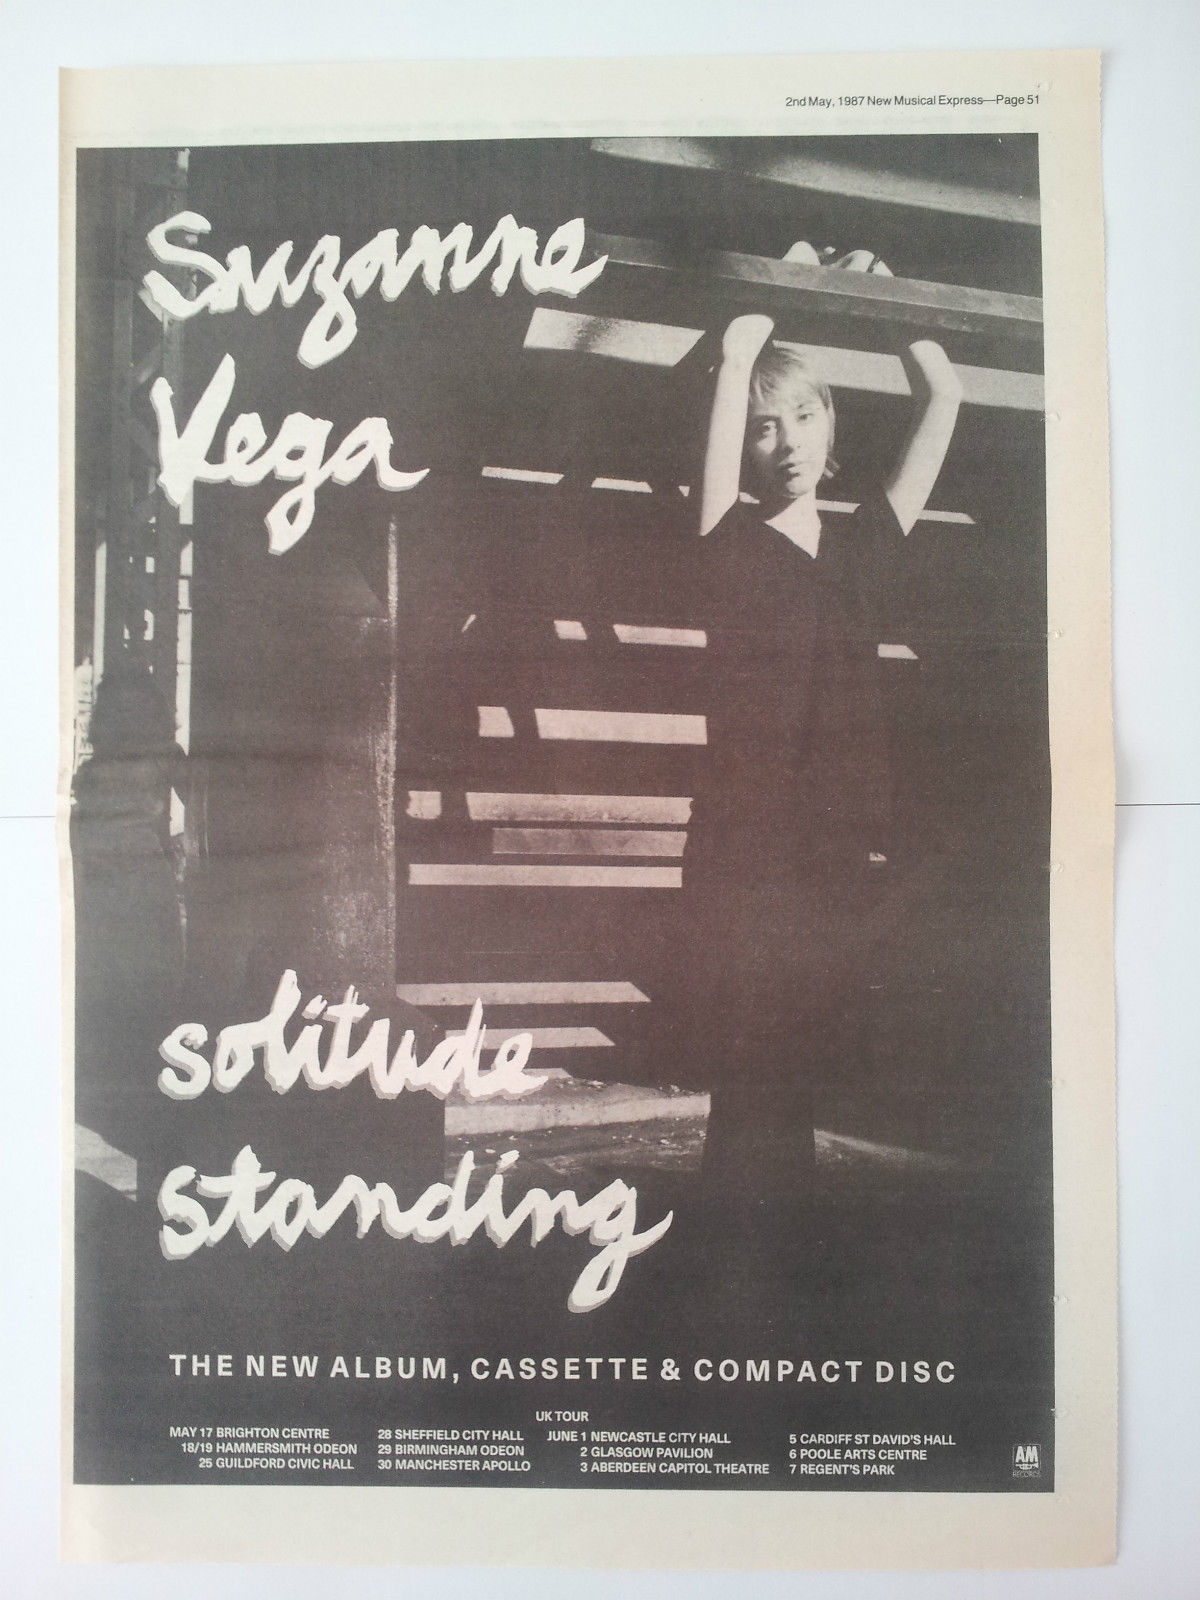 2nd May, 1987 New Musical Express—Page 51
Suzanne
Vega
solitude
standing
THE NEW ALBUM, CASSETTE & COMPACT DISC
UK TOUR
MAY 17 BRIGHTON CENTRE
18/19 HAMMERSMITH ODEON
25 GUILDFORD CIVIC HALL
28 SHEFFIELD CITY HALL
29 BIRMINGHAM ODEON
30 MANCHESTER APOLLO
JUNE 1 NEWCASTLE CITY HALL
2 GLASGOW PAVILION
3 ABERDEEN CAPITOL THEATRE
5 CARDIFF ST DAVID'S HALL
6 POOLE ARTS CENTRE
7 REGENT'S PARK
AM
RECORDS